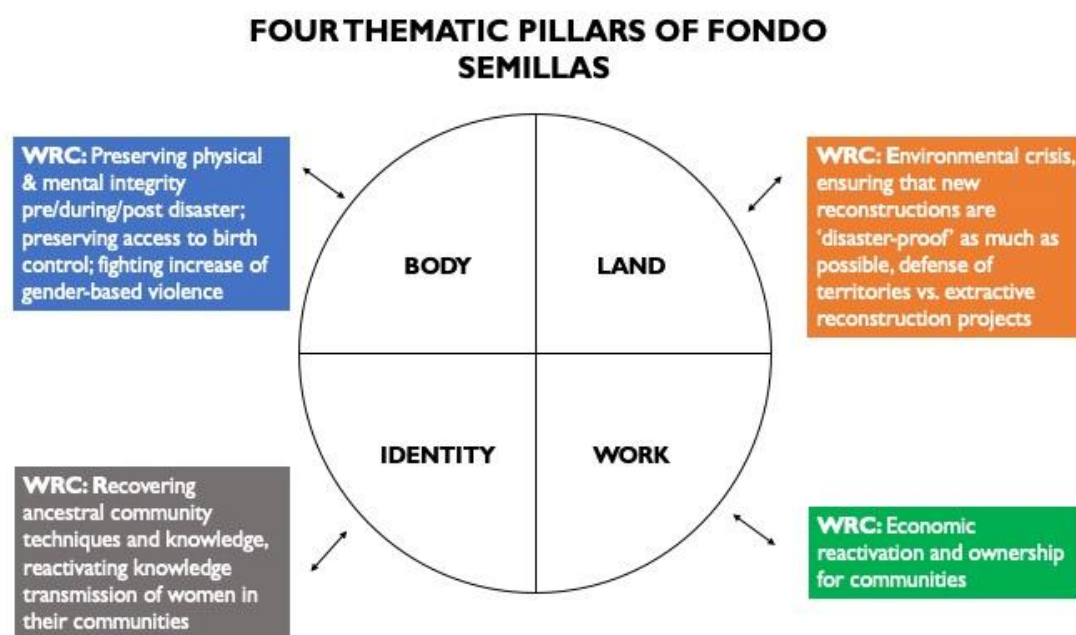 FOUR THEMATIC PILLARS OF FONDO
SEMILLAS
WRC: Preserving physical
& mental integrity
pre/during/post disaster;
preserving access to birth
control; fighting increase of
gender-based violence
WRC: Environmental crisis,
ensuring that new
reconstructions are
‘disaster-proof’ as much as
possible, defense of
territories vs. extractive
reconstruction projects
BODY
LAND
IDENTITY
WORK
WRC: Recovering
ancestral community
techniques and knowledge,
reactivating knowledge
transmission of women in
their communities
WRC: Economic
reactivation and ownership
for communities